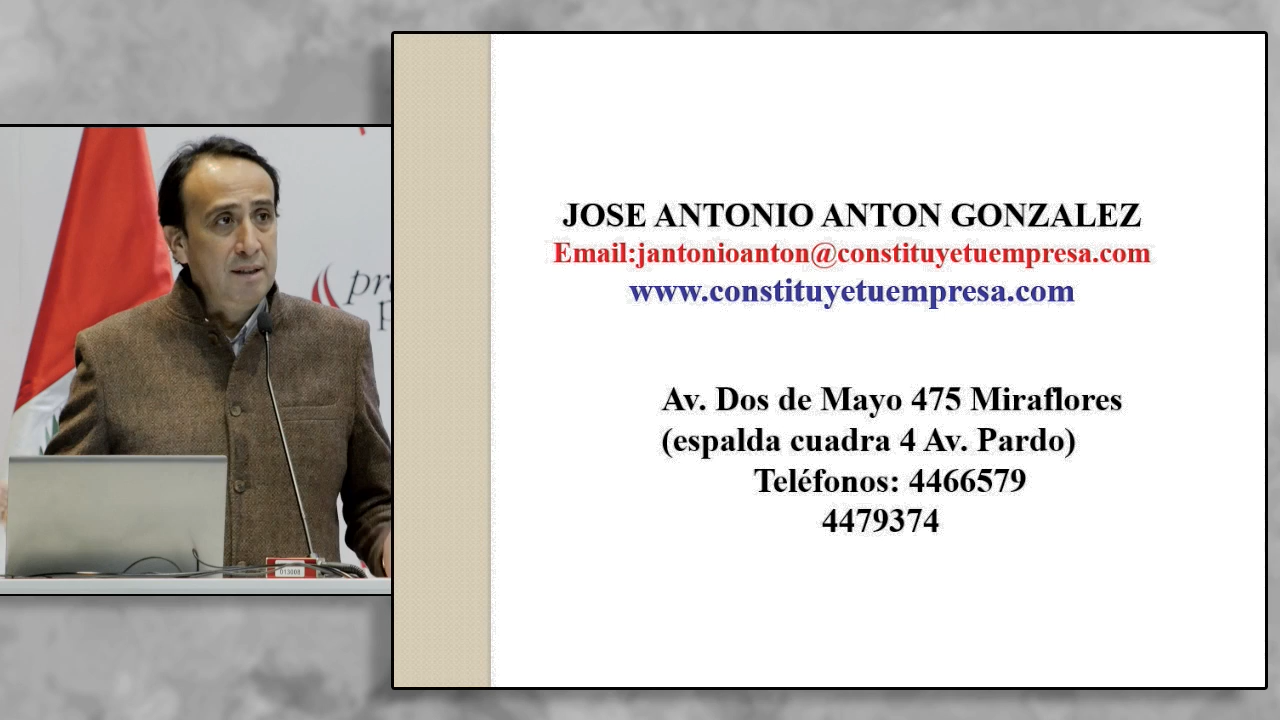 JOSE ANTONIO ANTON GONZALEZ
Email:jantonioanton@constituyetuempresa.com
www.constituyetuempresa.com
Av. Dos de Mayo 475 Miraflores
(espalda cuadra 4 Av. Pardo)
Teléfonos: 4466579
4479374